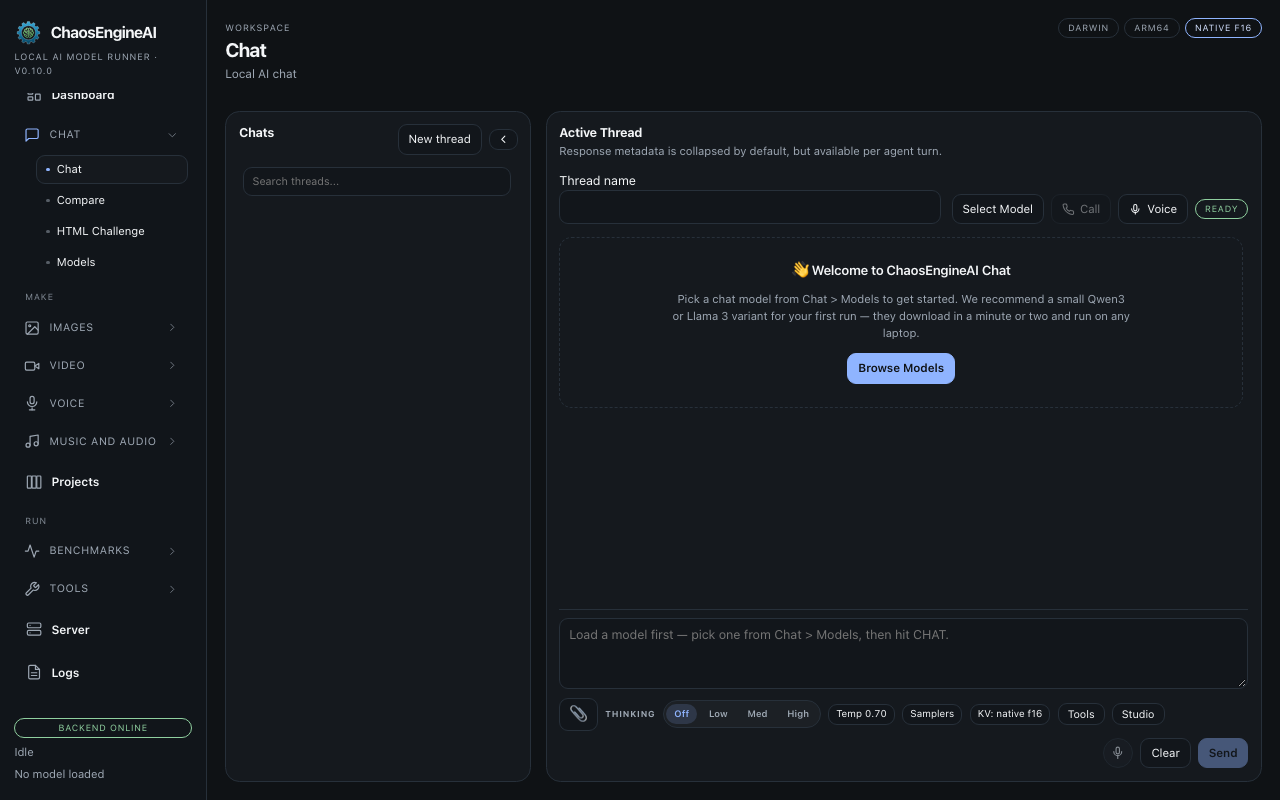 ChaosEngineAI
LOCAL AI MODEL RUNNER ·
V0.10.0
Dashboard
CHAT
Chat
Compare
HTML Challenge
Models
MAKE
IMAGES
VIDEO
VOICE
MUSIC AND AUDIO
Projects
RUN
BENCHMARKS
TOOLS
Server
Logs
BACKEND ONLINE
Idle
No model loaded
WORKSPACE
Chat
Local AI chat
DARWIN
ARM64
NATIVE F16
Chats
New thread
Search threads...
Active Thread
Response metadata is collapsed by default, but available per agent turn.
Thread name
Select Model
Call
Voice
READY
👋 Welcome to ChaosEngineAI Chat
Pick a chat model from Chat > Models to get started. We recommend a small Qwen3
or Llama 3 variant for your first run — they download in a minute or two and run on any
laptop.
Browse Models
Load a model first — pick one from Chat > Models, then hit CHAT.
THINKING
Off
Low
Med
High
Temp 0.70
Samplers
KV: native f16
Tools
Studio
Clear
Send